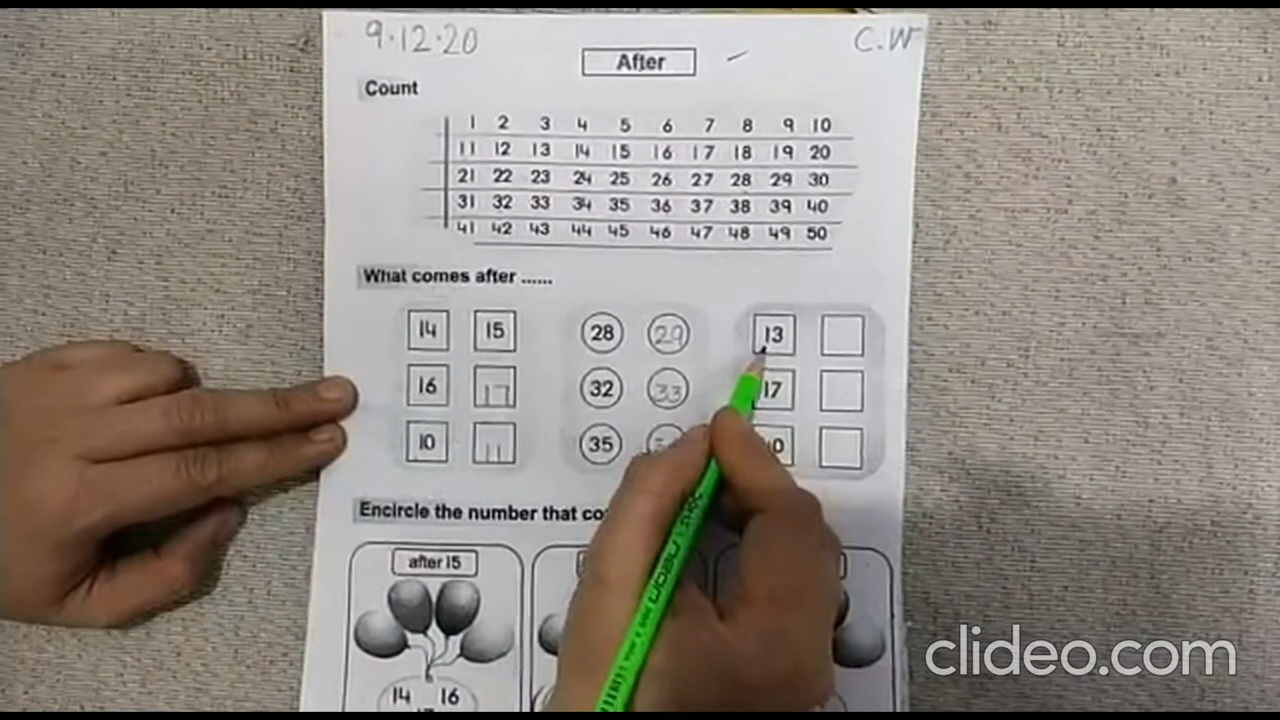 9.12.20
C.W
After
Count
1 2 3 4 5 6 7 8 9 10
11 12 13 14 15 16 17 18 19 20
21 22 23 24 25 26 27 28 29 30
31 32 33 34 35 36 37 38 39 40
41 42 43 44 45 46 47 48 49 50
What comes after ......
14 15 28 29 13
16 17 32 33 17
10 11 35
Encircle the number that
after 15
14 16
clideo.com